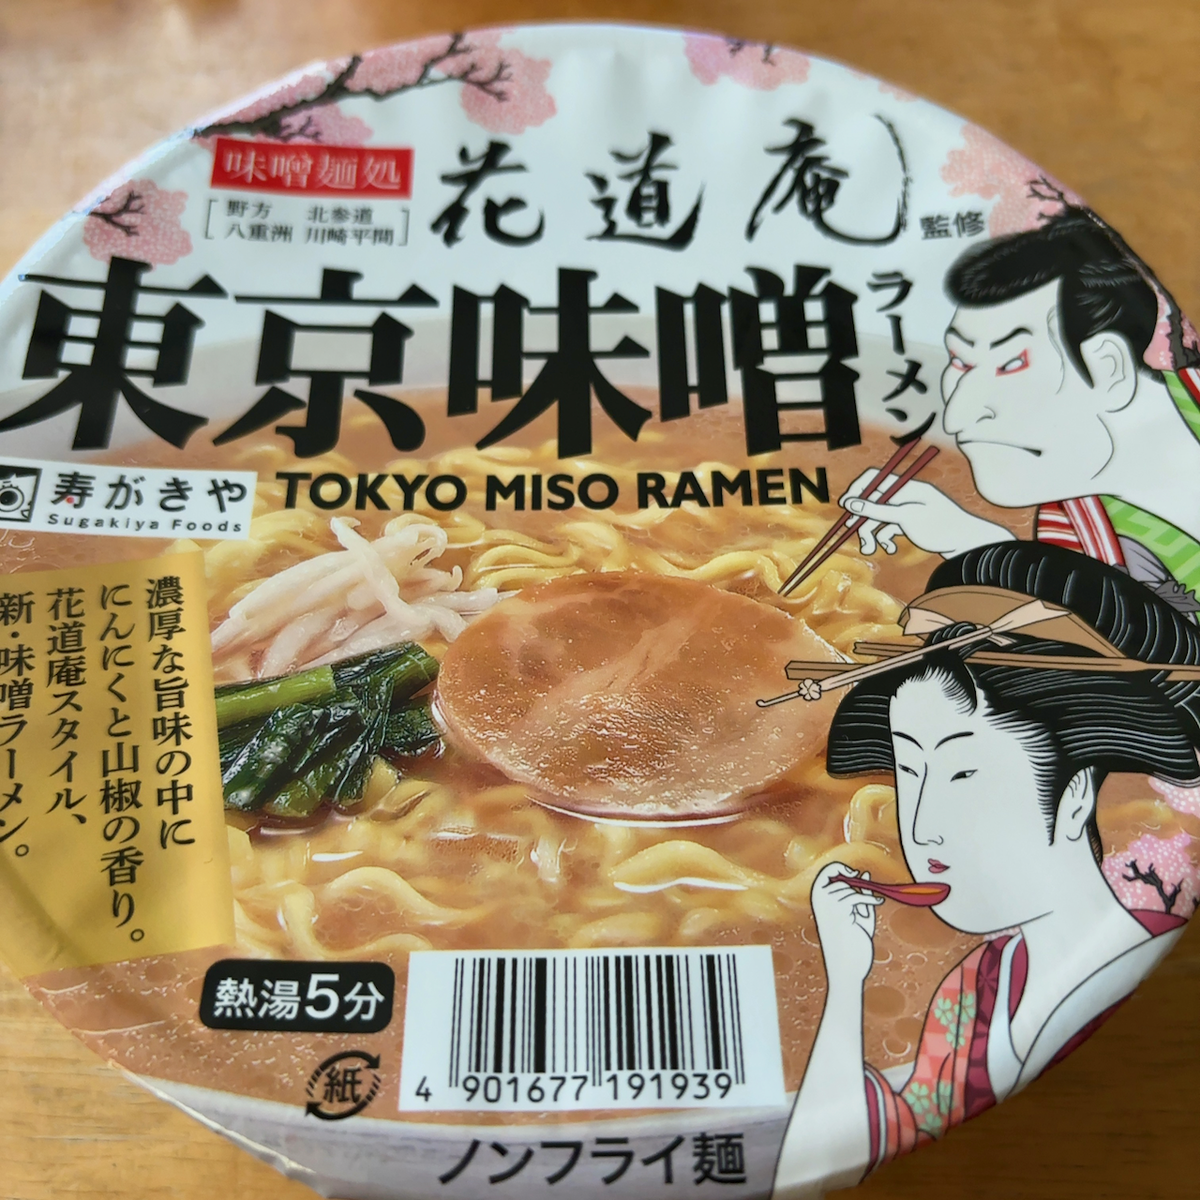 味噌麺処
野方 北参道
八重洲 川崎平間
花道庵
監修
東京味噌
ラーメン
TOKYO MISO RAMEN
寿がきや
Sugakiya Foods
濃厚な旨味の中に
にんにくと山椒の香り。
花道庵スタイル、
新・味噌ラーメン。
熱湯5分
紙
4 901677 191939
ノンフライ麺